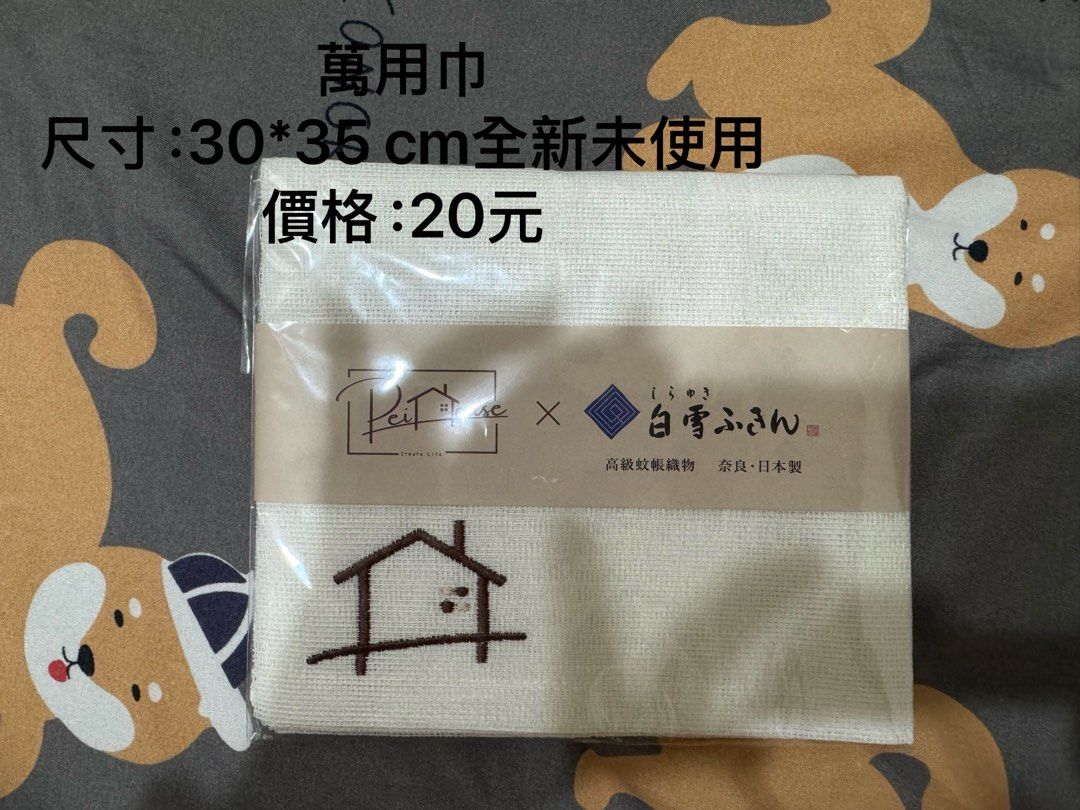 萬用巾
尺寸:30*35 cm全新未使用
價格:20元
Pei House
Create Life
×
しらゆき
白雪ふきん
高級蚊帳織物 奈良・日本製